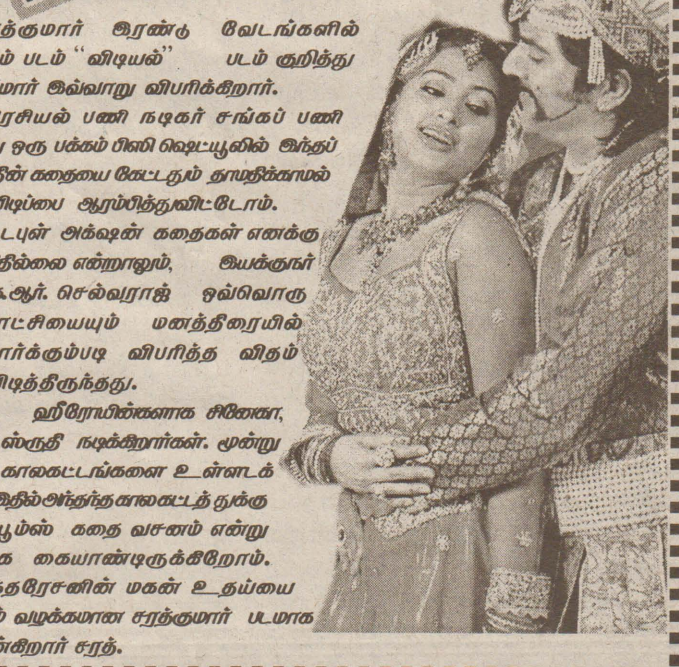 த்குமார் இரண்டு வேடங்களில்
ம் படம் "விடியல்" படம் குறித்து
மார் இவ்வாறு விபரிக்கிறார்.
ரசியல் பணி நடிகர் சங்கப் பணி
ு ஒரு பக்கம் பிஸி ஷெட்யூலில் இந்தப்
தின் கதையை கேட்டதும் தாமதிக்காமல்
பிடிப்பை ஆரம்பித்துவிட்டோம்.
டபுள் அக்ஷன் கதைகள் எனக்கு
தில்லை என்றாலும், இயக்குநர்
.ஆர். செல்வராஜ் ஒவ்வொரு
ாட்சியையும் மனத்திரையில்
ார்க்கும்படி விபரித்த விதம்
பிடித்திருந்தது.
ஹீரோயின்களாக சினேகா,
ஸ்ருதி நடிக்கிறார்கள். மூன்று
காலகட்டங்களை உள்ளடக்
இதில் அந்தந்த காலகட்டத்துக்கு
யூம்ஸ் கதை வசனம் என்று
க கையாண்டிருக்கிறோம்.
ந்தரேசனின் மகன் உதய்யை
் வழக்கமான சரத்குமார் படமாக
ன்கிறார் சரத்.